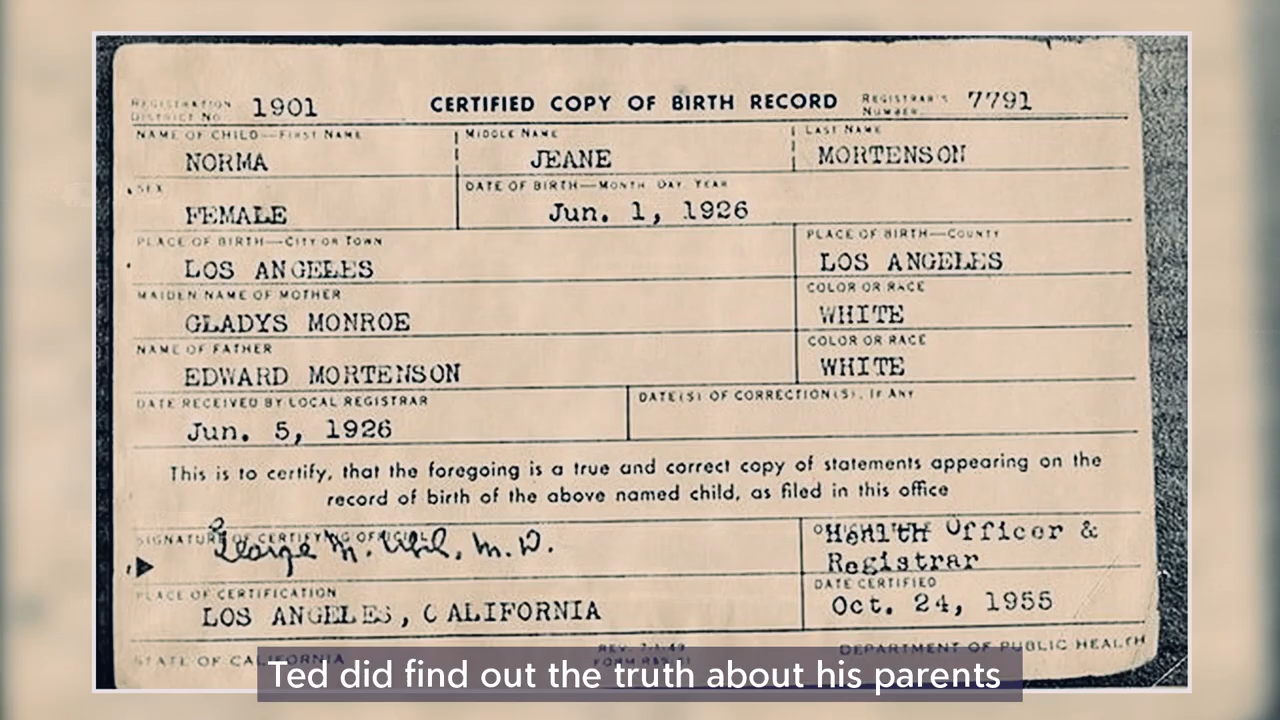 REGISTRATION DISTRICT NO. 1901 CERTIFIED COPY OF BIRTH RECORD REGISTRAR'S NUMBER 7791
NAME OF CHILD—FIRST NAME MIDDLE NAME LAST NAME
NORMA JEANE MORTENSON
SEX DATE OF BIRTH—MONTH DAY YEAR
FEMALE Jun. 1, 1926
PLACE OF BIRTH—CITY OR TOWN PLACE OF BIRTH—COUNTY
LOS ANGELES LOS ANGELES
MAIDEN NAME OF MOTHER COLOR OR RACE
GLADYS MONROE WHITE
NAME OF FATHER COLOR OR RACE
EDWARD MORTENSON WHITE
DATE RECEIVED BY LOCAL REGISTRAR DATE(S) OF CORRECTION(S), IF ANY
Jun. 5, 1926
This is to certify, that the foregoing is a true and correct copy of statements appearing on the
record of birth of the above named child, as filed in this office
SIGNATURE OF CERTIFYING OFFICIAL Health Officer &
George M. Uhl, M.D. Registrar
PLACE OF CERTIFICATION DATE CERTIFIED
LOS ANGELES, CALIFORNIA Oct. 24, 1955
STATE OF CALIFORNIA DEPARTMENT OF PUBLIC HEALTH
Ted did find out the truth about his parents